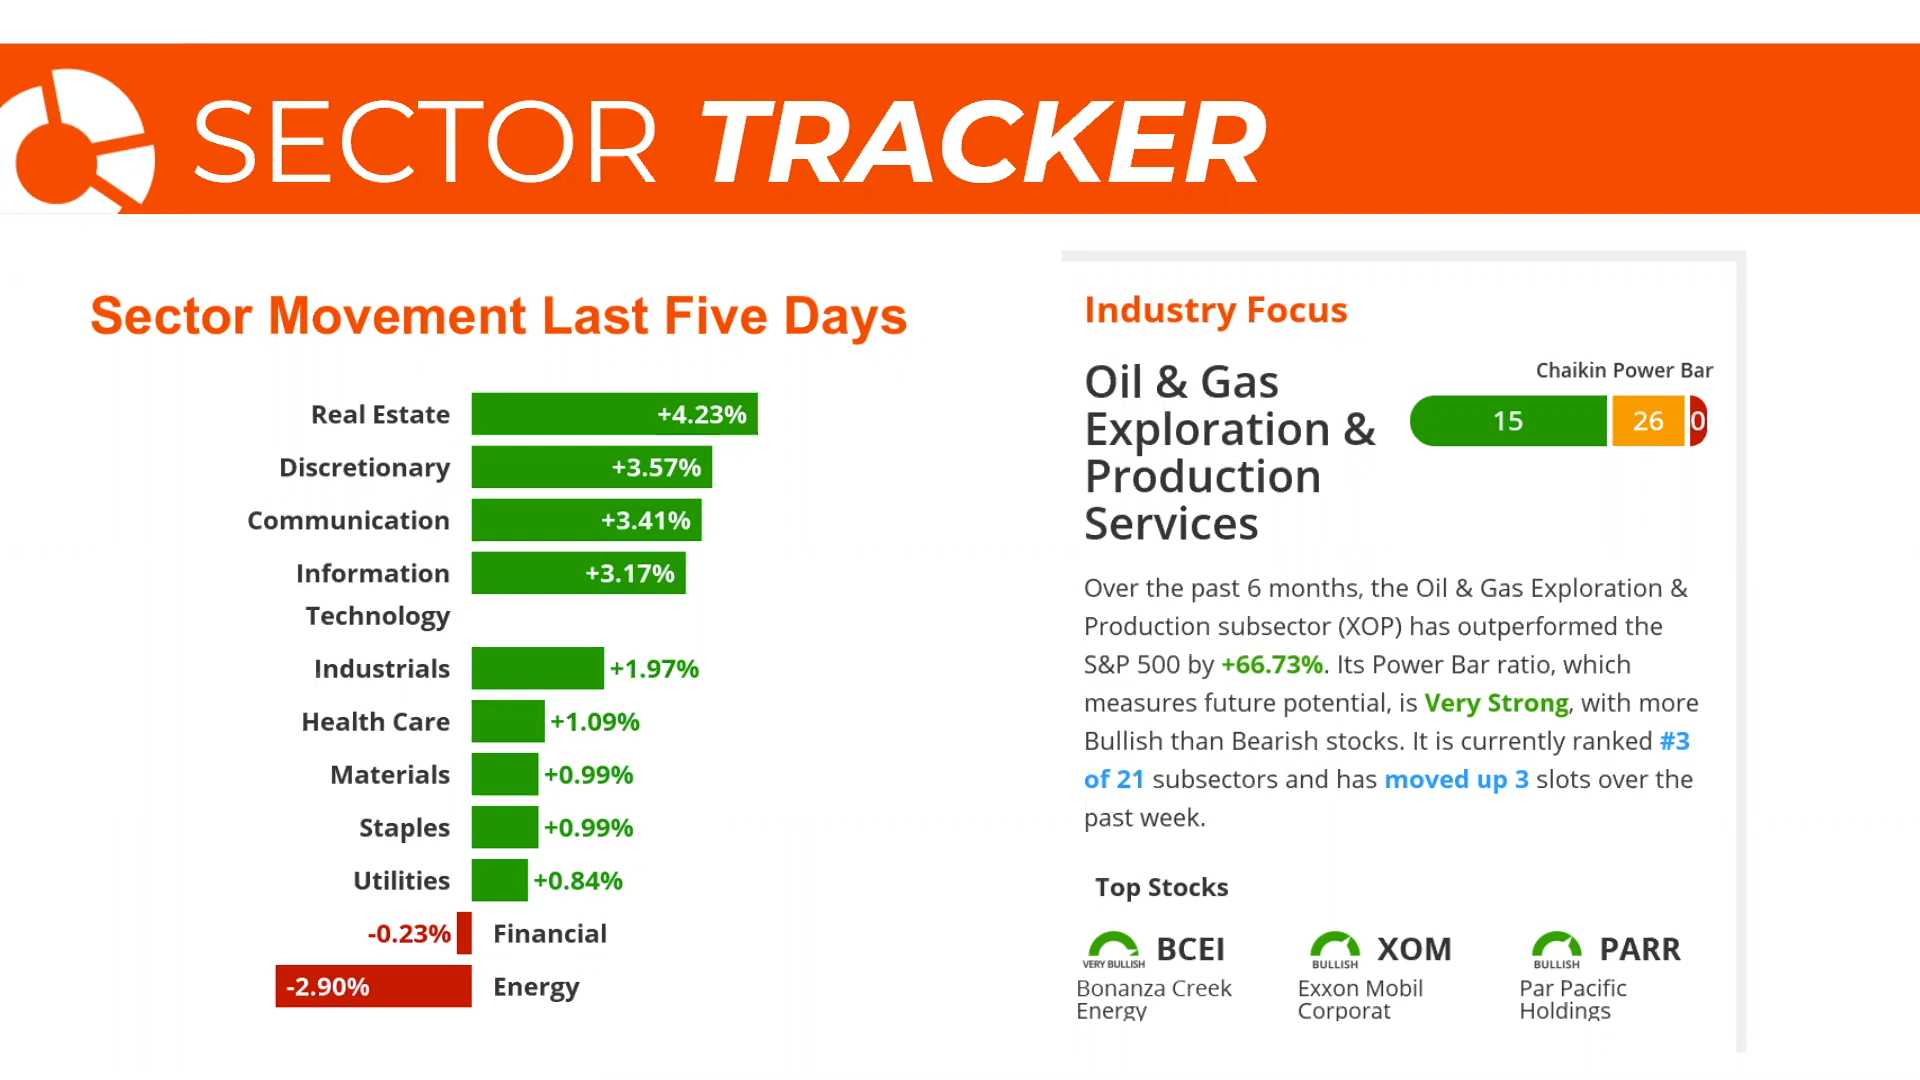 SECTOR TRACKER
Sector Movement Last Five Days
Real Estate +4.23%
Discretionary +3.57%
Communication +3.41%
Information +3.17%
Technology
Industrials +1.97%
Health Care +1.09%
Materials +0.99%
Staples +0.99%
Utilities +0.84%
-0.23% Financial
-2.90% Energy
Industry Focus
Oil & Gas
Exploration &
Production
Services
Chaikin Power Bar
15 26 0
Over the past 6 months, the Oil & Gas Exploration &
Production subsector (XOP) has outperformed the
S&P 500 by +66.73%. Its Power Bar ratio, which
measures future potential, is Very Strong, with more
Bullish than Bearish stocks. It is currently ranked #3
of 21 subsectors and has moved up 3 slots over the
past week.
Top Stocks
VERY BULLISH BCEI
Bonanza Creek
Energy
BULLISH XOM
Exxon Mobil
Corporat
BULLISH PARR
Par Pacific
Holdings